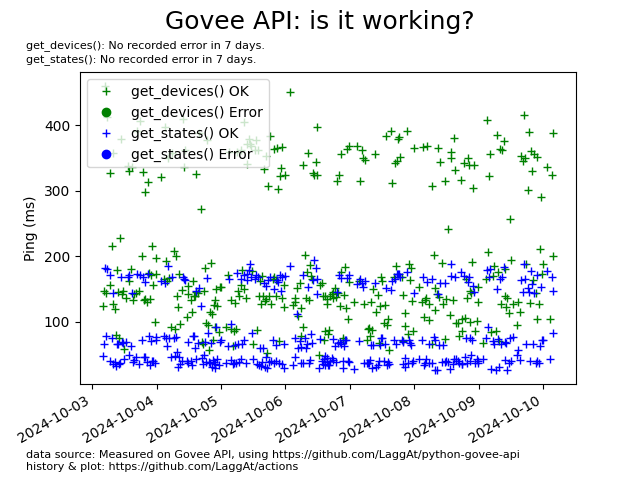 Govee API: is it working?
get_devices(): No recorded error in 7 days.
get_states(): No recorded error in 7 days.
get_devices() OK
get_devices() Error
get_states() OK
get_states() Error
Ping (ms)
400
300
200
100
2024-10-03
2024-10-04
2024-10-05
2024-10-06
2024-10-07
2024-10-08
2024-10-09
2024-10-10
data source: Measured on Govee API, using https://github.com/LaggAt/python-govee-api
history & plot: https://github.com/LaggAt/actions